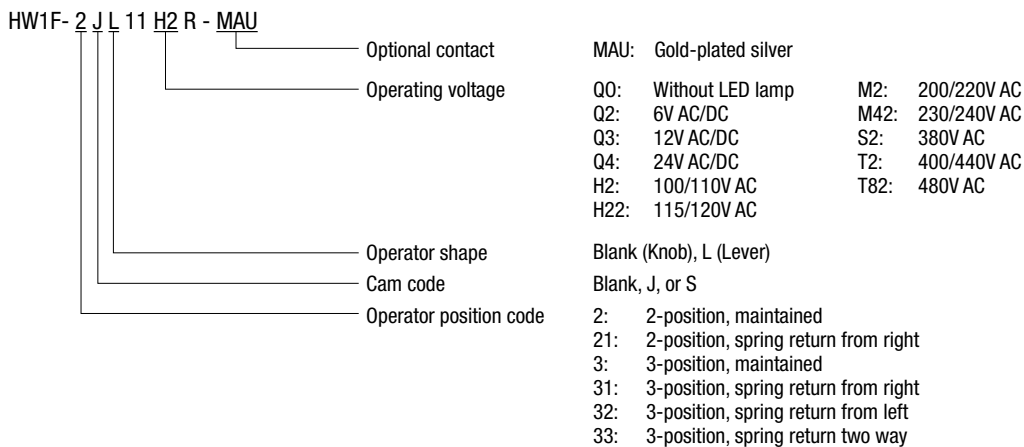 HW1F- 2 J L 11 H2 R - MAU
Optional contact MAU: Gold-plated silver
Operating voltage Q0: Without LED lamp M2: 200/220V AC
Q2: 6V AC/DC M42: 230/240V AC
Q3: 12V AC/DC S2: 380V AC
Q4: 24V AC/DC T2: 400/440V AC
H2: 100/110V AC T82: 480V AC
H22: 115/120V AC
Operator shape Blank (Knob), L (Lever)
Cam code Blank, J, or S
Operator position code 2: 2-position, maintained
21: 2-position, spring return from right
3: 3-position, maintained
31: 3-position, spring return from right
32: 3-position, spring return from left
33: 3-position, spring return two way